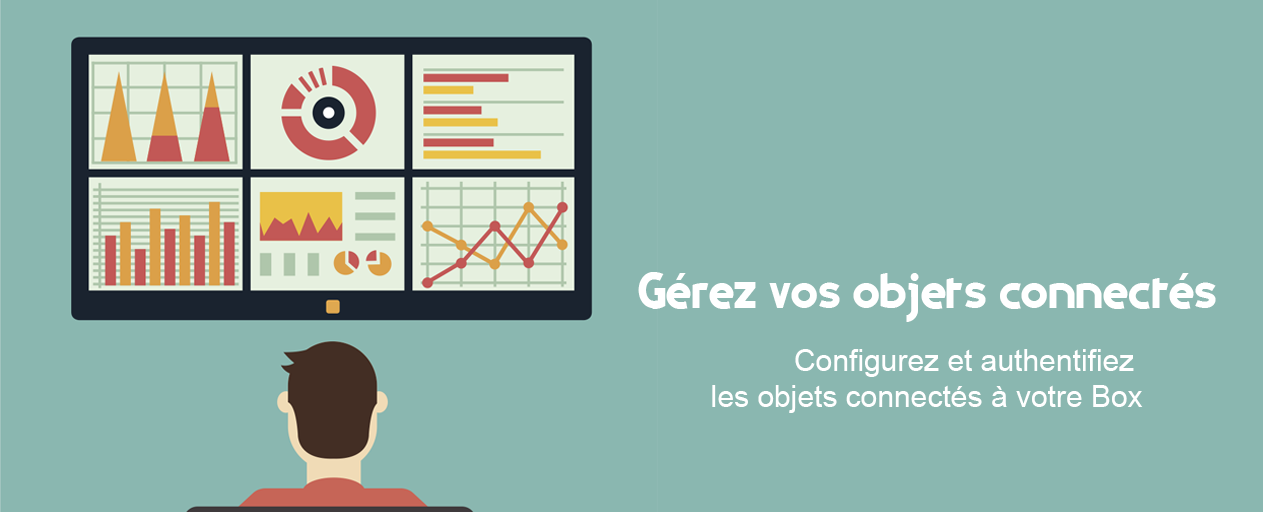 Gérez vos objets connectés
Configurez et authentifiez
les objets connectés à votre Box